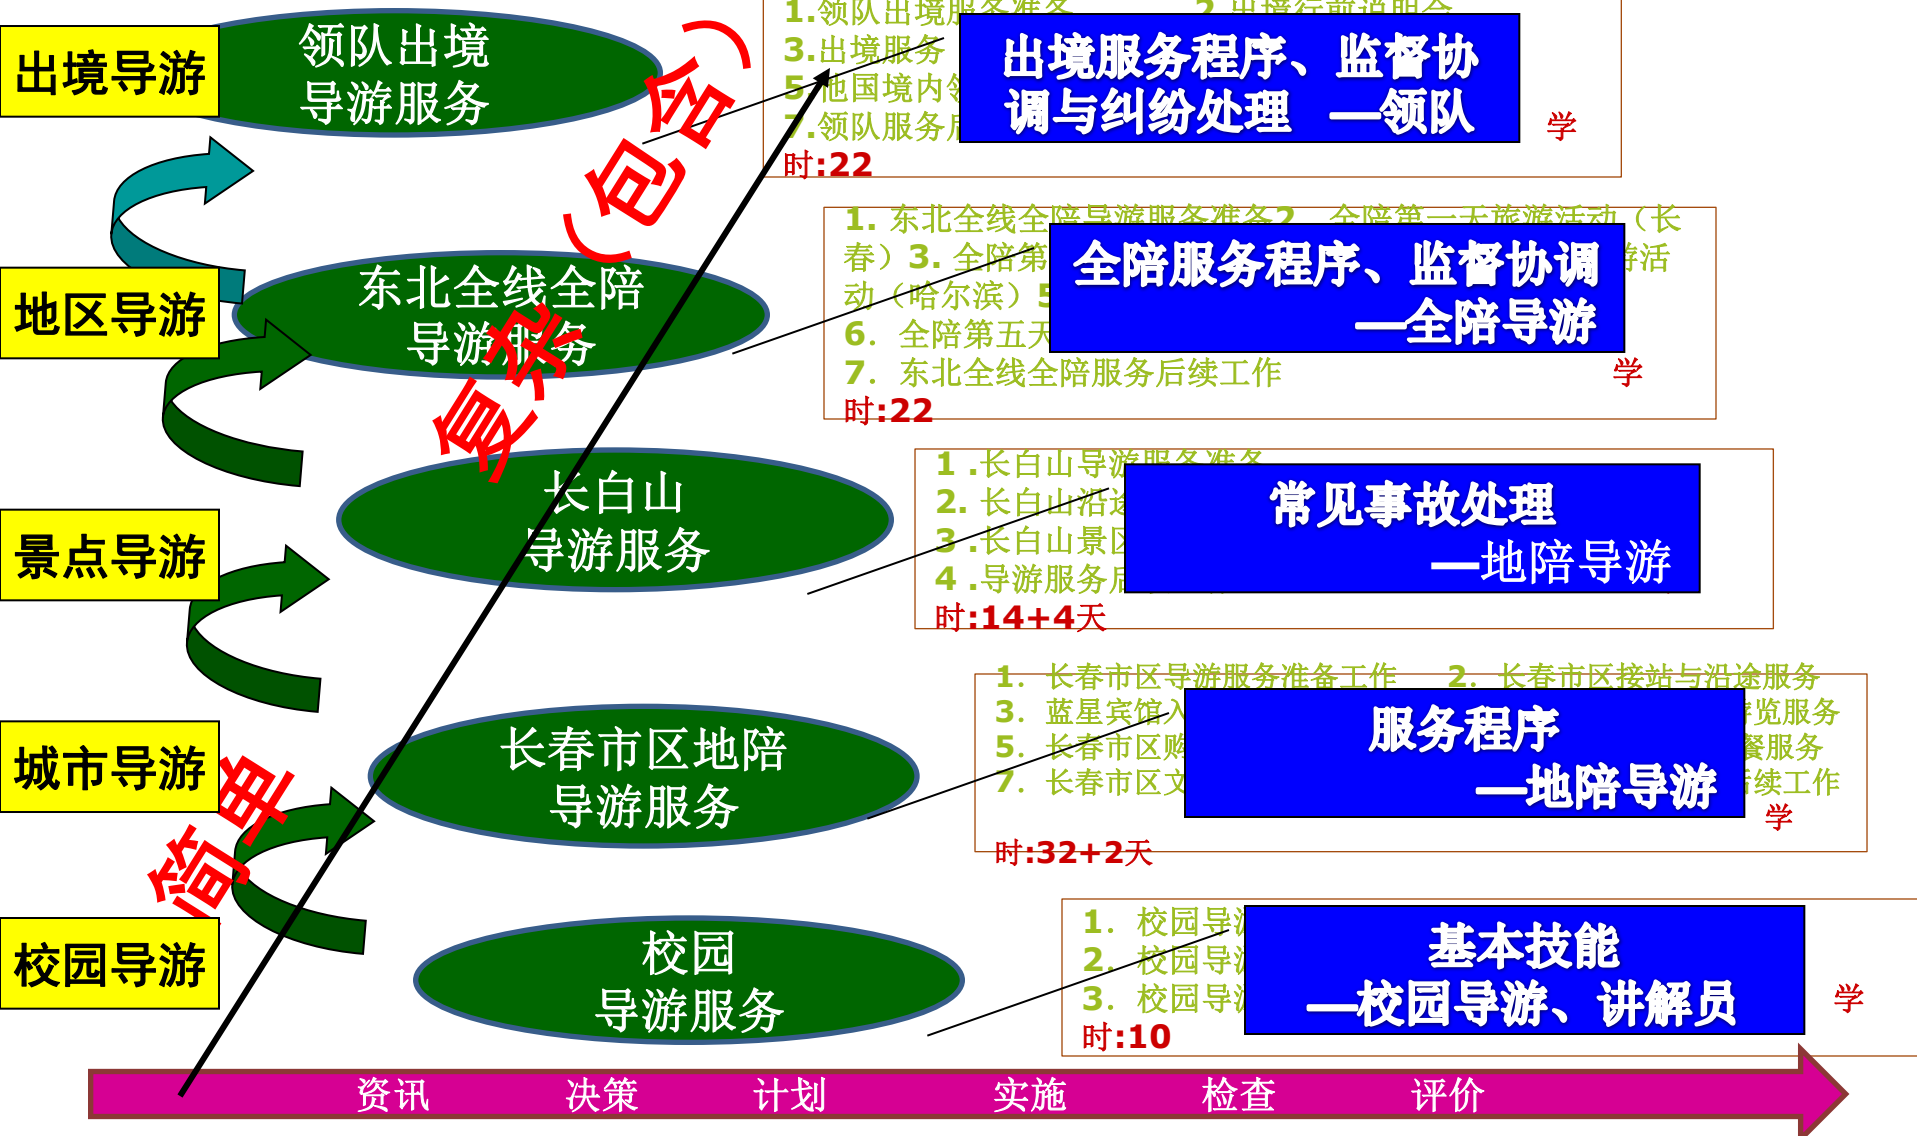 出境导游
领队出境
导游服务
1.领队出境服务准备 2.出境行前说明会
3.出境服务
5.他国境内
7.领队服务
出境服务程序、监督协
调与纠纷处理 —领队
学
时:22
复杂（包含）
地区导游
东北全线全陪
导游服务
1. 东北全线全陪导游服务准备2. 全陪第一天旅游活动（长
春）3. 全陪第
游活
动（哈尔滨）5
6. 全陪第五天
7. 东北全线全陪服务后续工作
全陪服务程序、监督协调
—全陪导游
学
时:22
景点导游
长白山
导游服务
1 .长白山导游服务准备
2. 长白山沿途
3 .长白山景区
4 .导游服务后
常见事故处理
—地陪导游
时:14+4天
城市导游
长春市区地陪
导游服务
1. 长春市区导游服务准备工作 2. 长春市区接站与沿途服务
3. 蓝星宾馆入
游览服务
5. 长春市区购
餐服务
7. 长春市区文
后续工作
服务程序
—地陪导游
学
时:32+2天
简单
校园导游
校园
导游服务
1. 校园导游
2. 校园导游
3. 校园导游
基本技能
—校园导游、讲解员
学
时:10
资讯 决策 计划 实施 检查 评价